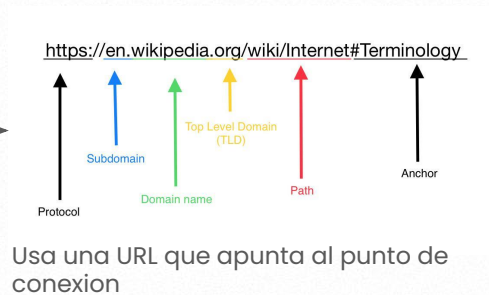 https://en.wikipedia.org/wiki/Internet#Terminology
Top Level Domain
(TLD)
Subdomain
Anchor
Path
Domain name
Protocol
Usa una URL que apunta al punto de
conexion